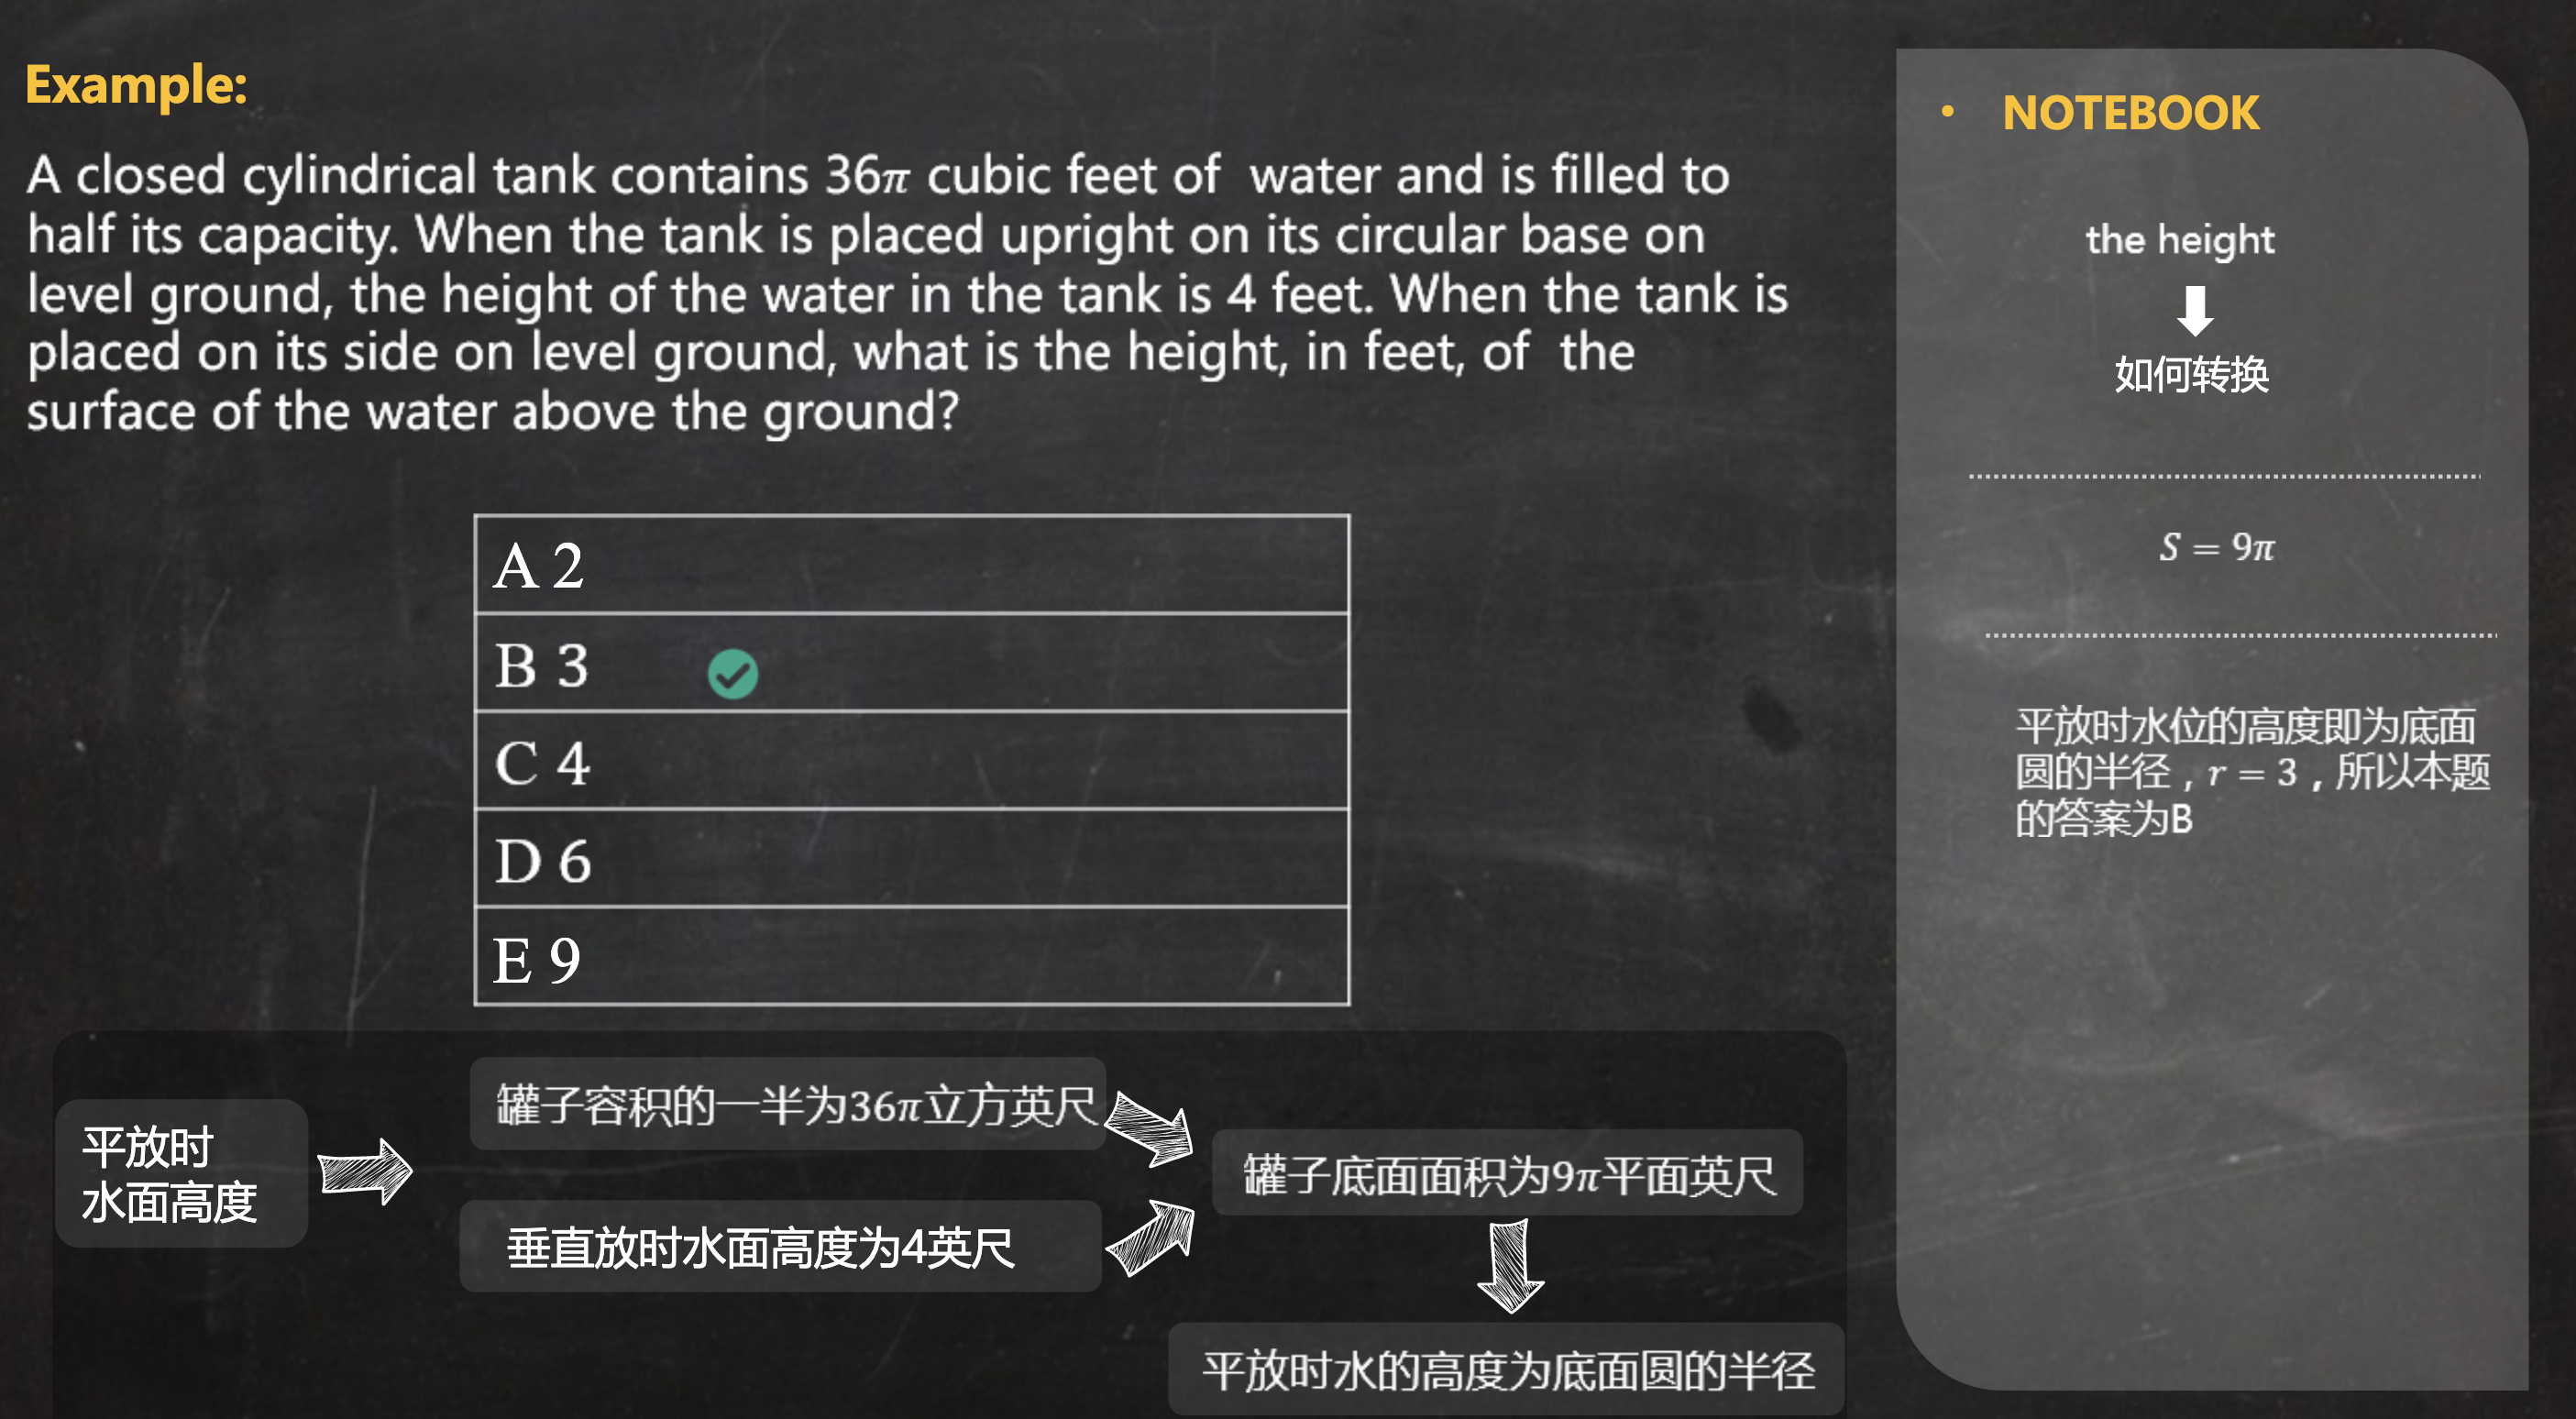 Example:
A closed cylindrical tank contains 36π cubic feet of water and is filled to
half its capacity. When the tank is placed upright on its circular base on
level ground, the height of the water in the tank is 4 feet. When the tank is
placed on its side on level ground, what is the height, in feet, of the
surface of the water above the ground?
A 2
B 3
C 4
D 6
E 9
平放时
水面高度
罐子容积的一半为36π立方英尺
垂直放时水面高度为4英尺
罐子底面面积为9π平面英尺
平放时水的高度为底面圆的半径
• NOTEBOOK
the height
如何转换
S = 9π
平放时水位的高度即为底面
圆的半径，r = 3，所以本题
的答案为B